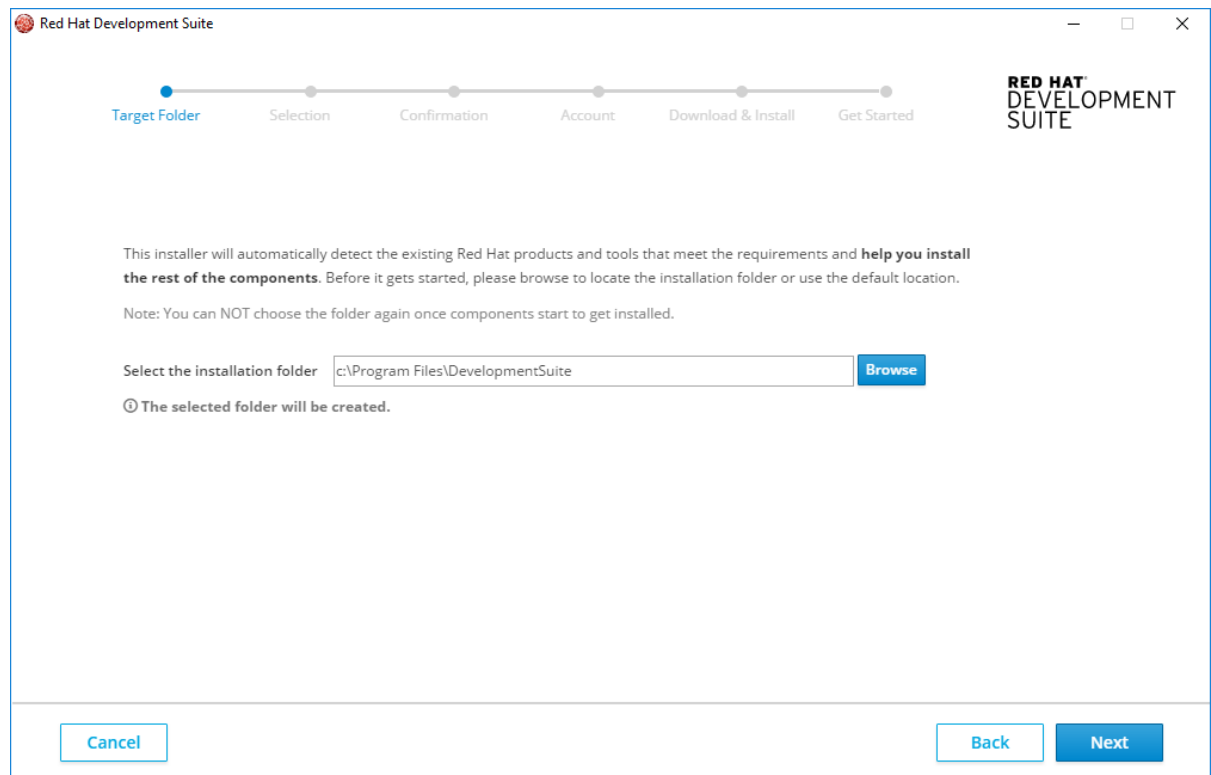 Red Hat Development Suite
Target Folder Selection Confirmation Account Download & Install Get Started
RED HAT®
DEVELOPMENT
SUITE
This installer will automatically detect the existing Red Hat products and tools that meet the requirements and help you install
the rest of the components. Before it gets started, please browse to locate the installation folder or use the default location.
Note: You can NOT choose the folder again once components start to get installed.
Select the installation folder c:\Program Files\DevelopmentSuite Browse
The selected folder will be created.
Cancel Back Next